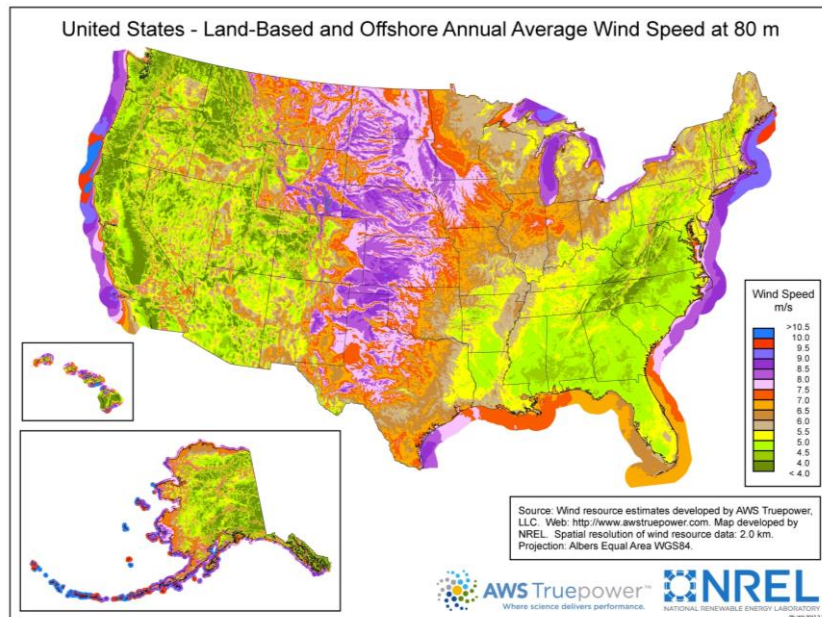 United States - Land-Based and Offshore Annual Average Wind Speed at 80 m
Wind Speed
m/s
>10.5
10.0
9.5
9.0
8.5
8.0
7.5
7.0
6.5
6.0
5.5
5.0
4.5
4.0
< 4.0
Source: Wind resource estimates developed by AWS Truepower,
LLC. Web: http://www.awstruepower.com. Map developed by
NREL. Spatial resolution of wind resource data: 2.0 km.
Projection: Albers Equal Area WGS84.
AWS Truepower™
Where science delivers performance.
NREL
NATIONAL RENEWABLE ENERGY LABORATORY